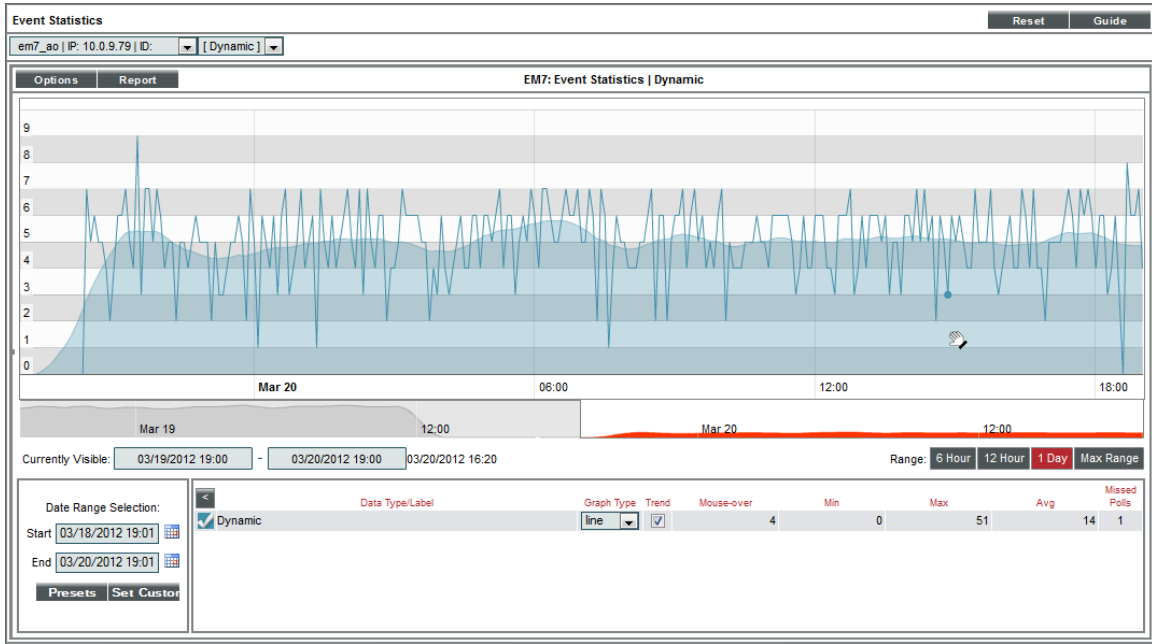 Event Statistics
Reset Guide
em7_ao | IP: 10.0.9.79 | ID: [ Dynamic ]
Options Report
EM7: Event Statistics | Dynamic
9
8
7
6
5
4
3
2
1
0
Mar 20 06:00 12:00 18:00
Mar 19 12:00 Mar 20 12:00
Currently Visible: 03/19/2012 19:00 - 03/20/2012 19:00 03/20/2012 16:20
Range: 6 Hour 12 Hour 1 Day Max Range
Date Range Selection:
Start 03/18/2012 19:01
End 03/20/2012 19:01
Presets Set Custor
< Data Type/Label Graph Type Trend Mouse-over Min Max Avg Missed Polls
Dynamic line 4 0 51 14 1